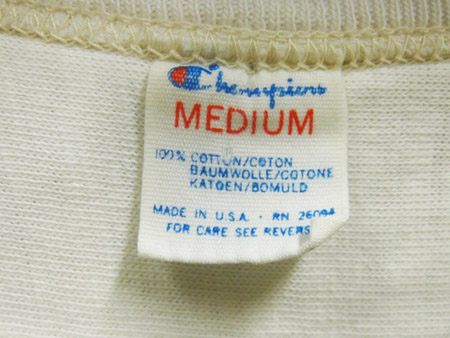 Champion
MEDIUM
100% COTTON/COTON
BAUMWOLLE/COTONE
KATOEN/BOMULD
MADE IN U.S.A. · RN 26094
FOR CARE SEE REVERS